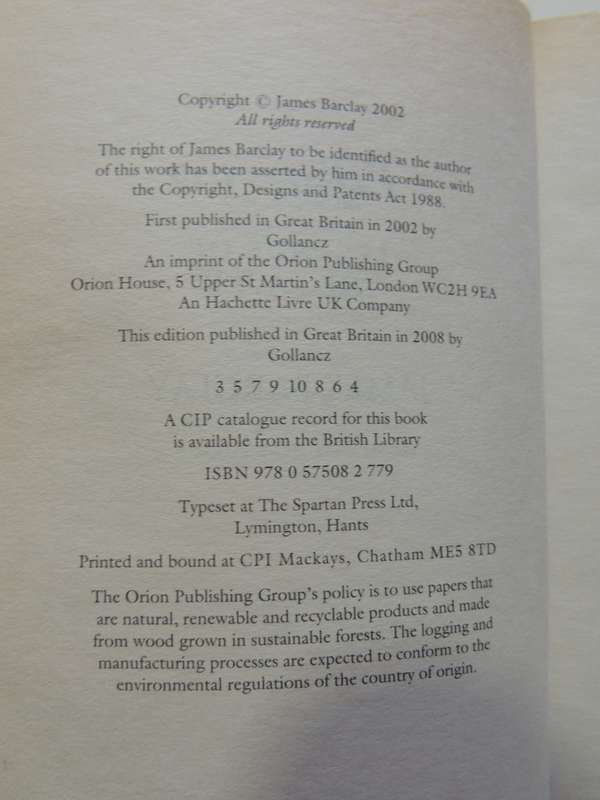 Copyright © James Barclay 2002
All rights reserved
The right of James Barclay to be identified as the author
of this work has been asserted by him in accordance with
the Copyright, Designs and Patents Act 1988.
First published in Great Britain in 2002 by
Gollancz
An imprint of the Orion Publishing Group
Orion House, 5 Upper St Martin's Lane, London WC2H 9EA
An Hachette Livre UK Company
This edition published in Great Britain in 2008 by
Gollancz
3 5 7 9 10 8 6 4
A CIP catalogue record for this book
is available from the British Library
ISBN 978 0 57508 2 779
Typeset at The Spartan Press Ltd,
Lymington, Hants
Printed and bound at CPI Mackays, Chatham ME5 8TD
The Orion Publishing Group's policy is to use papers that
are natural, renewable and recyclable products and made
from wood grown in sustainable forests. The logging and
manufacturing processes are expected to conform to the
environmental regulations of the country of origin.